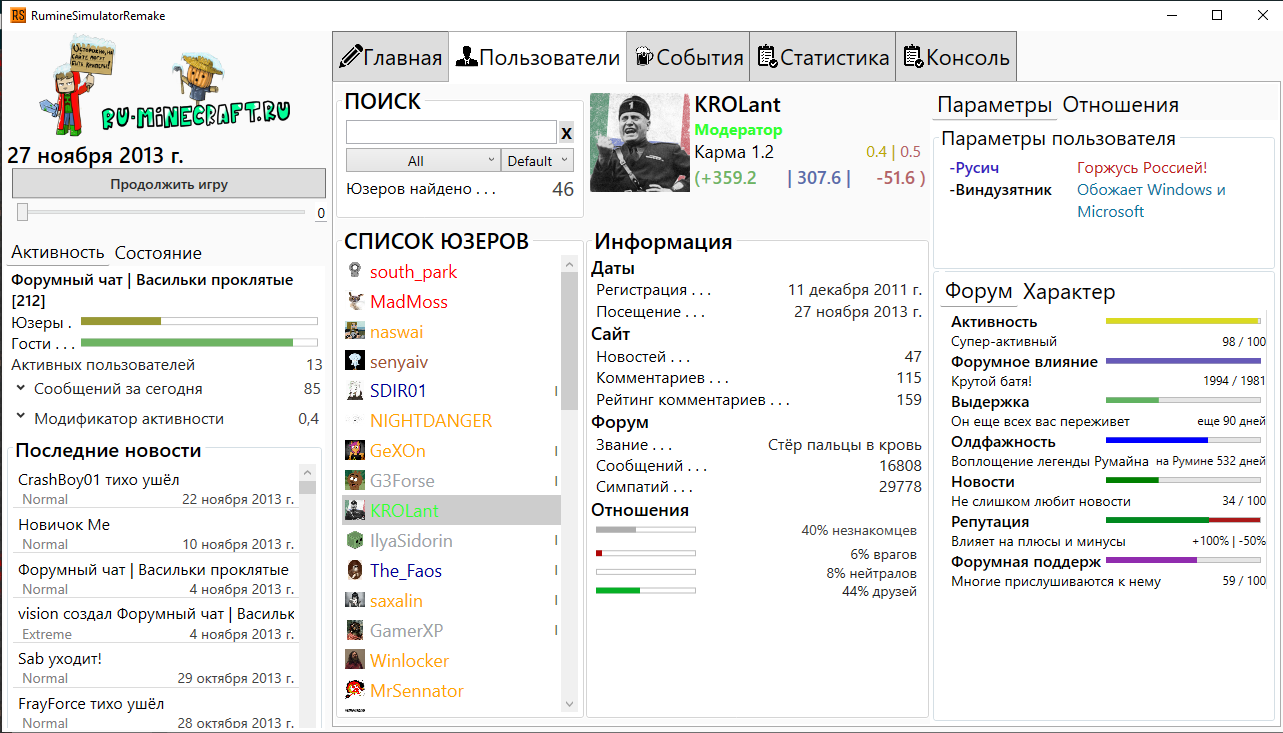 RS RumineSimulatorRemake
Осторожно, на сайте могут быть криперы!
RU-MINECRAFT.RU
27 ноября 2013 г.
Продолжить игру
0
Активность Состояние
Форумный чат | Васильки проклятые
[212]
Юзеры .
Гости . . .
Активных пользователей 13
Сообщений за сегодня 85
Модификатор активности 0,4
Последние новости
CrashBoy01 тихо ушёл
Normal 22 ноября 2013 г.
Новичок Me
Normal 10 ноября 2013 г.
Форумный чат | Васильки проклятые
Normal 4 ноября 2013 г.
vision создал Форумный чат | Васильк
Extreme 4 ноября 2013 г.
Sab уходит!
Normal 29 октября 2013 г.
FrayForce тихо ушёл
Normal 28 октября 2013 г.
Главная Пользователи События Статистика Консоль
ПОИСК
X
All Default
Юзеров найдено . . . 46
СПИСОК ЮЗЕРОВ
south_park
MadMoss
naswai
senyaiv
SDIR01 I
NIGHTDANGER
GeXOn I
G3Forse I
KROLant
IlyaSidorin I
The_Faos I
saxalin I
GamerXP I
Winlocker
MrSennator
KROLant
Модератор
Карма 1.2 0.4 | 0.5
(+359.2 | 307.6 | -51.6 )
Информация
Даты
Регистрация . . . 11 декабря 2011 г.
Посещение . . . 27 ноября 2013 г.
Сайт
Новостей . . . 47
Комментариев . . . 115
Рейтинг комментариев . . . 159
Форум
Звание . . . Стёр пальцы в кровь
Сообщений . . . 16808
Симпатий . . . 29778
Отношения
40% незнакомцев
6% врагов
8% нейтралов
44% друзей
Параметры Отношения
Параметры пользователя
-Русич Горжусь Россией!
-Виндузятник Обожает Windows и
Microsoft
Форум Характер
Активность
Супер-активный 98 / 100
Форумное влияние
Крутой батя! 1994 / 1981
Выдержка
Он еще всех вас переживет еще 90 дней
Олдфажность
Воплощение легенды Румайна на Румине 532 дней
Новости
Не слишком любит новости 34 / 100
Репутация
Влияет на плюсы и минусы +100% | -50%
Форумная поддерж
Многие прислушиваются к нему 59 / 100